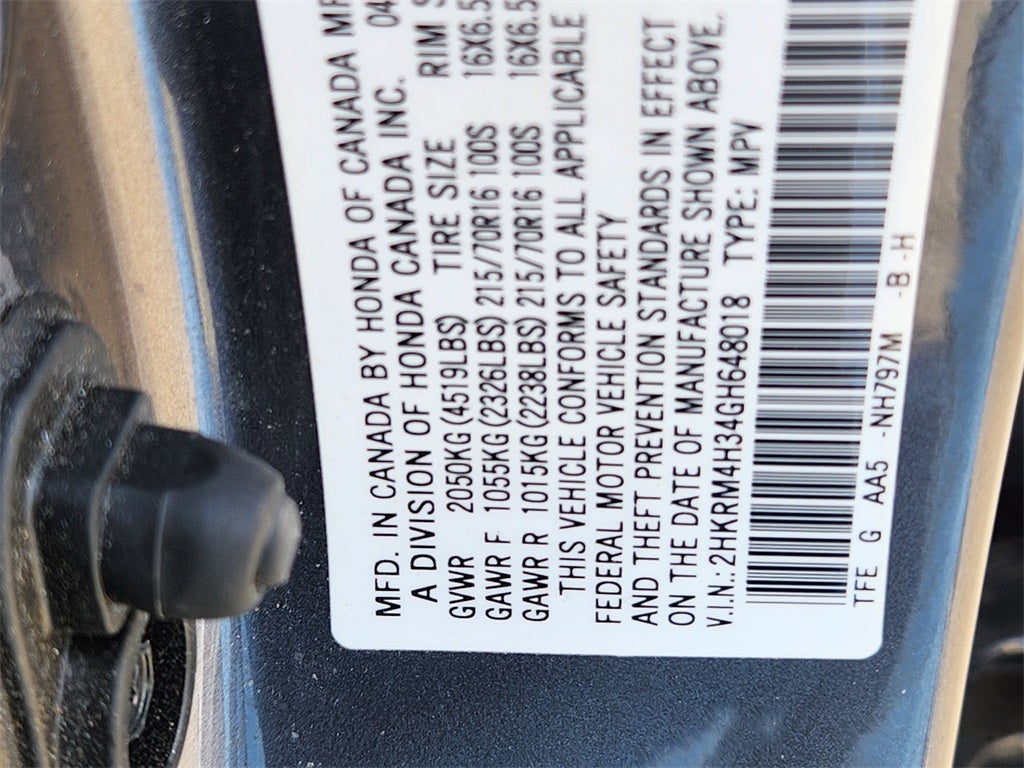 MFD. IN CANADA BY HONDA OF CANADA MF
A DIVISION OF HONDA CANADA INC. 04
GVWR 2050KG (4519LBS) TIRE SIZE RIM S
GAWR F 1055KG (2326LBS) 215/70R16 100S 16X6.5
GAWR R 1015KG (2238LBS) 215/70R16 100S 16X6.5
THIS VEHICLE CONFORMS TO ALL APPLICABLE
FEDERAL MOTOR VEHICLE SAFETY
AND THEFT PREVENTION STANDARDS IN EFFECT
ON THE DATE OF MANUFACTURE SHOWN ABOVE.
V.I.N.: 2HKRM4H34GH648018 TYPE: MPV
TFE G AA5 -NH797M -B -H